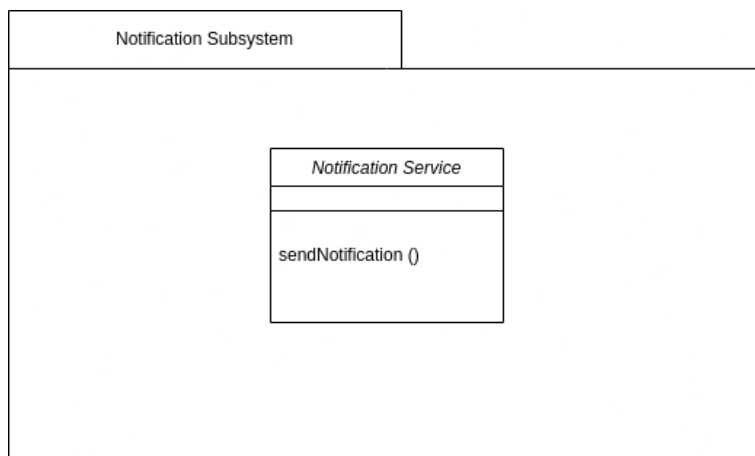 Notification Subsystem
Notification Service
sendNotification ()